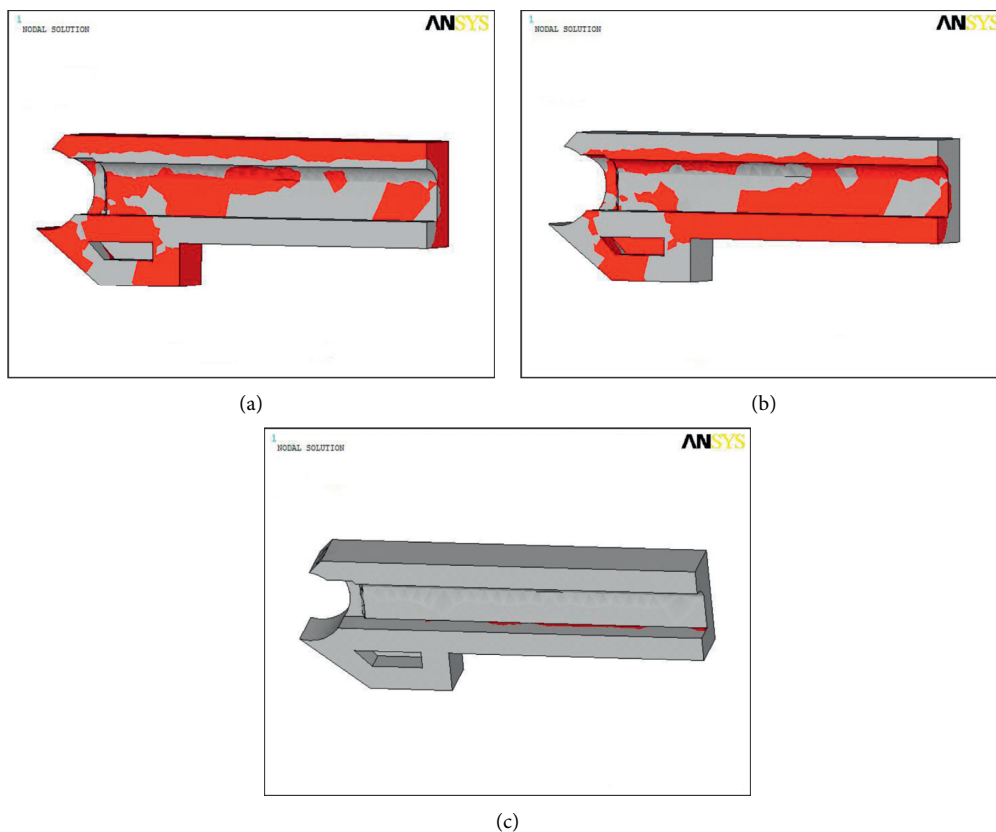 1
NODAL SOLUTION
ANSYS
1
NODAL SOLUTION
ANSYS
(a)
(b)
1
NODAL SOLUTION
ANSYS
(c)